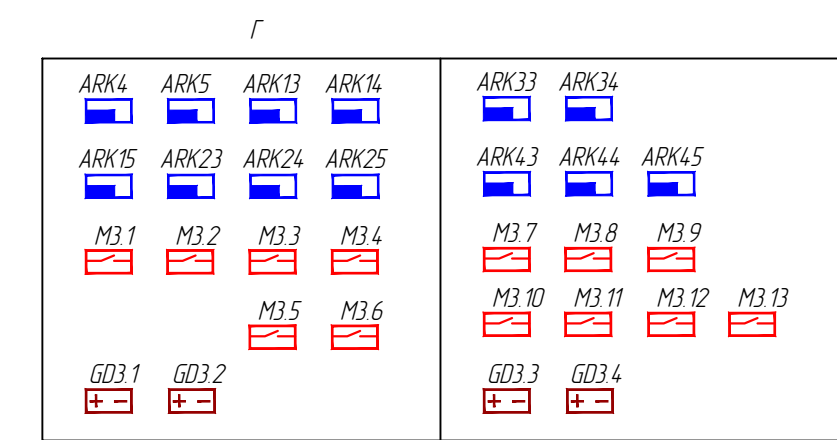 Г
ARK4 ARK5 ARK13 ARK14
ARK15 ARK23 ARK24 ARK25
M3.1 M3.2 M3.3 M3.4
M3.5 M3.6
GD3.1 GD3.2
+ − + −
ARK33 ARK34
ARK43 ARK44 ARK45
M3.7 M3.8 M3.9
M3.10 M3.11 M3.12 M3.13
GD3.3 GD3.4
+ − + −